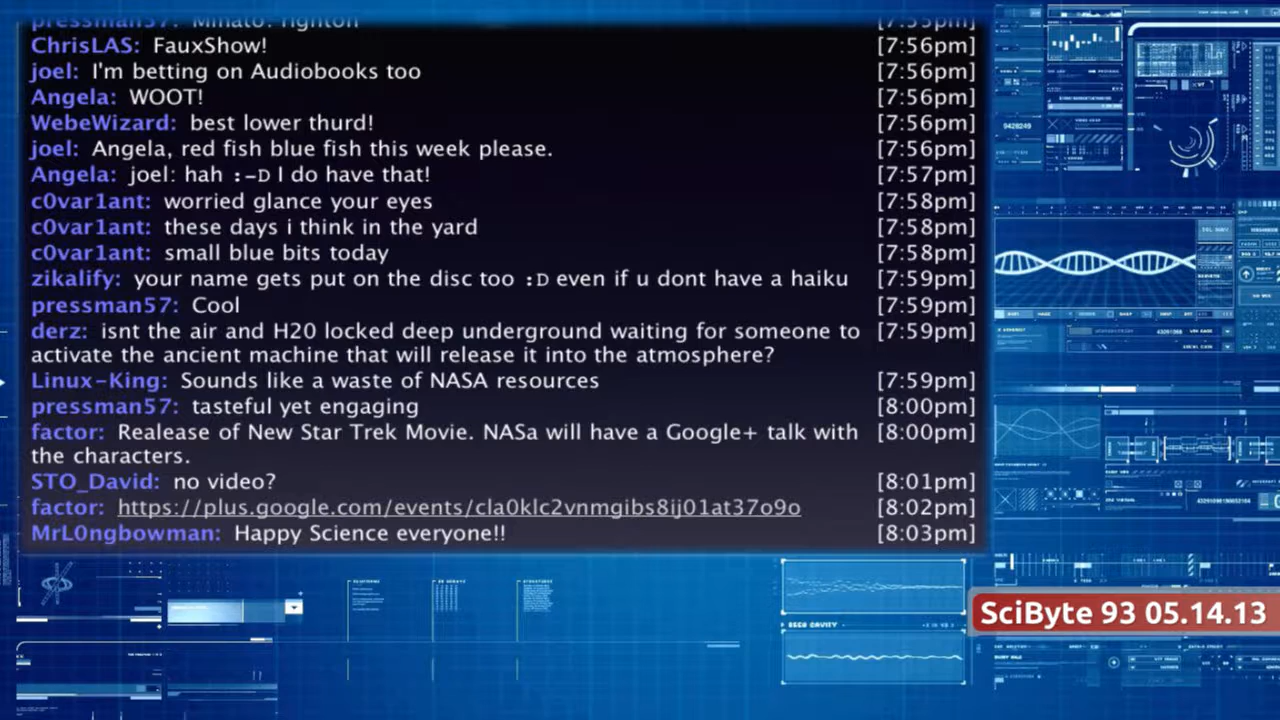 pressman57: Minato: righton [7:55pm]
ChrisLAS: FauxShow! [7:56pm]
joel: I'm betting on Audiobooks too [7:56pm]
Angela: WOOT! [7:56pm]
WebeWizard: best lower thurd! [7:56pm]
joel: Angela, red fish blue fish this week please. [7:56pm]
Angela: joel: hah :-D I do have that! [7:57pm]
c0var1ant: worried glance your eyes [7:58pm]
c0var1ant: these days i think in the yard [7:58pm]
c0var1ant: small blue bits today [7:58pm]
zikalify: your name gets put on the disc too :D even if u dont have a haiku [7:59pm]
pressman57: Cool [7:59pm]
derz: isnt the air and H20 locked deep underground waiting for someone to [7:59pm]
activate the ancient machine that will release it into the atmosphere?
Linux-King: Sounds like a waste of NASA resources [7:59pm]
pressman57: tasteful yet engaging [8:00pm]
factor: Realease of New Star Trek Movie. NASa will have a Google+ talk with [8:00pm]
the characters.
STO_David: no video? [8:01pm]
factor: https://plus.google.com/events/cla0klc2vnmgibs8ij01at37o9o [8:02pm]
MrL0ngbowman: Happy Science everyone!! [8:03pm]
9428249
SciByte 93 05.14.13